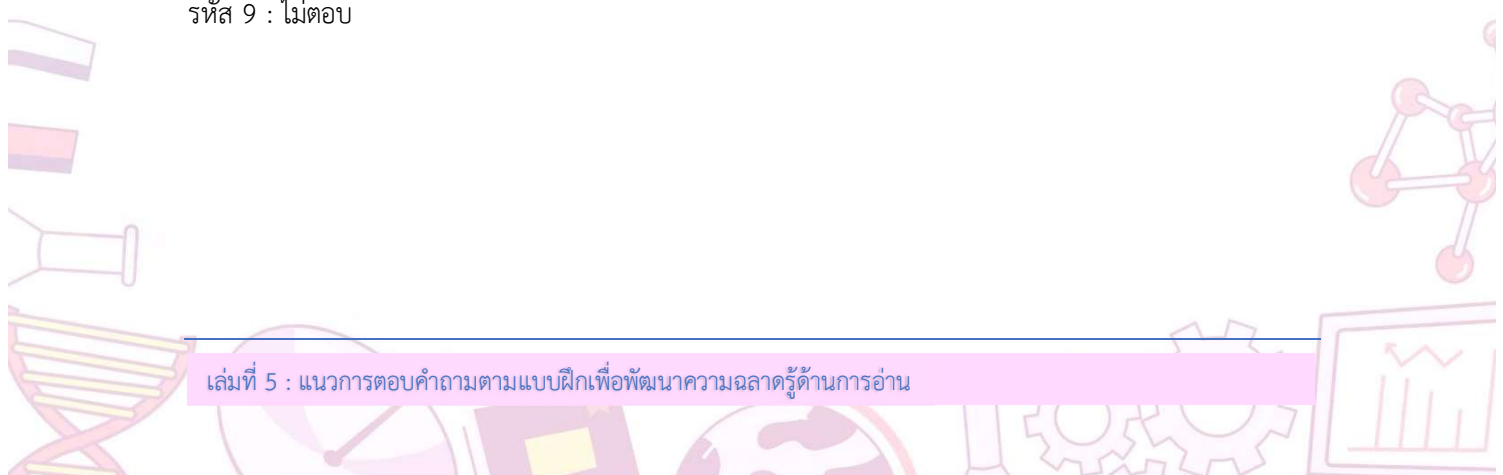 รหัส 9 : ไม่ตอบ
เล่มที่ 5 : แนวการตอบคำถามตามแบบฝึกเพื่อพัฒนาความฉลาดรู้ด้านการอ่าน